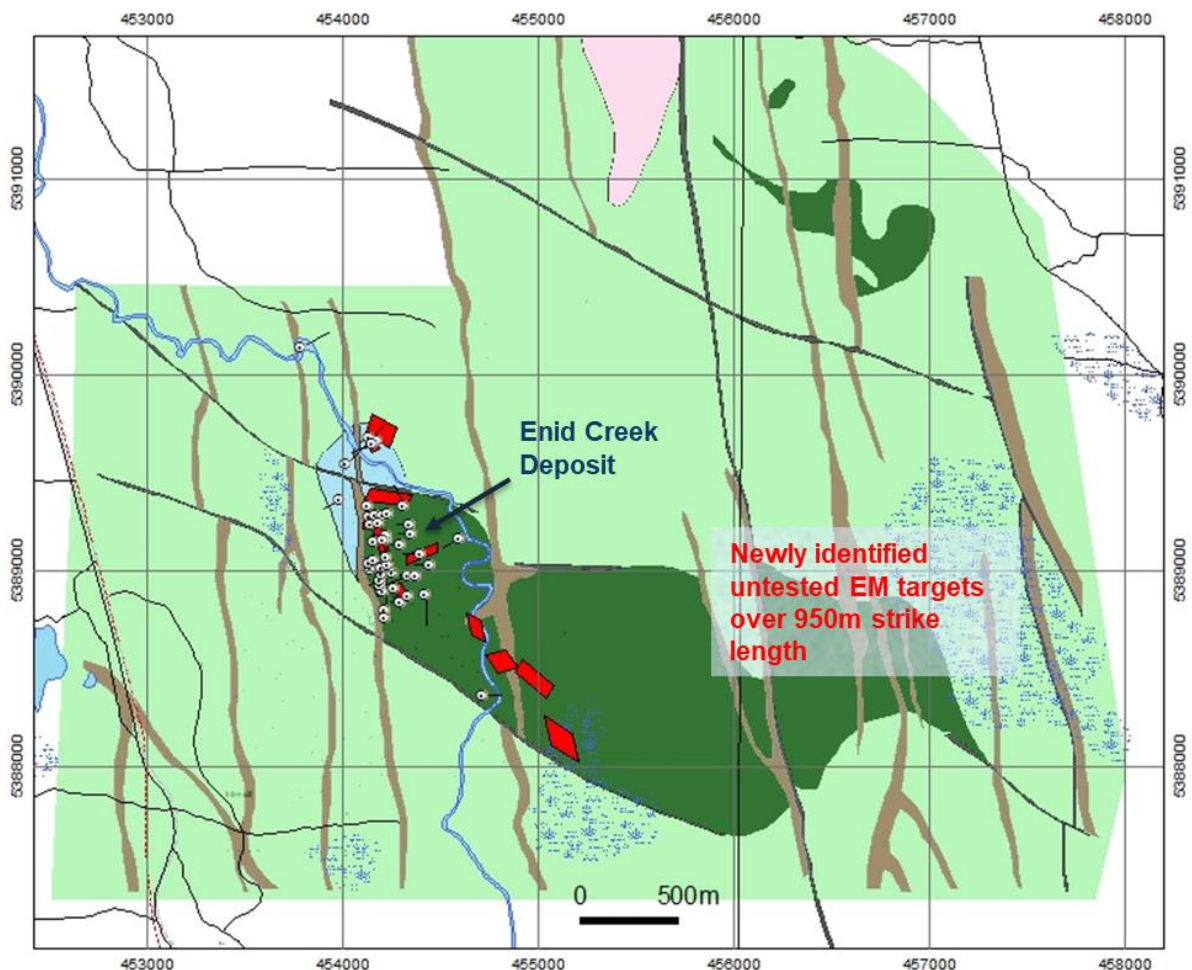 453000 454000 455000 456000 457000 458000
5391000 5391000
5390000 5390000
Enid Creek
Deposit
5389000 5389000
Newly identified
untested EM targets
over 950m strike
length
5388000 5388000
0 500m
453000 454000 455000 456000 457000 458000